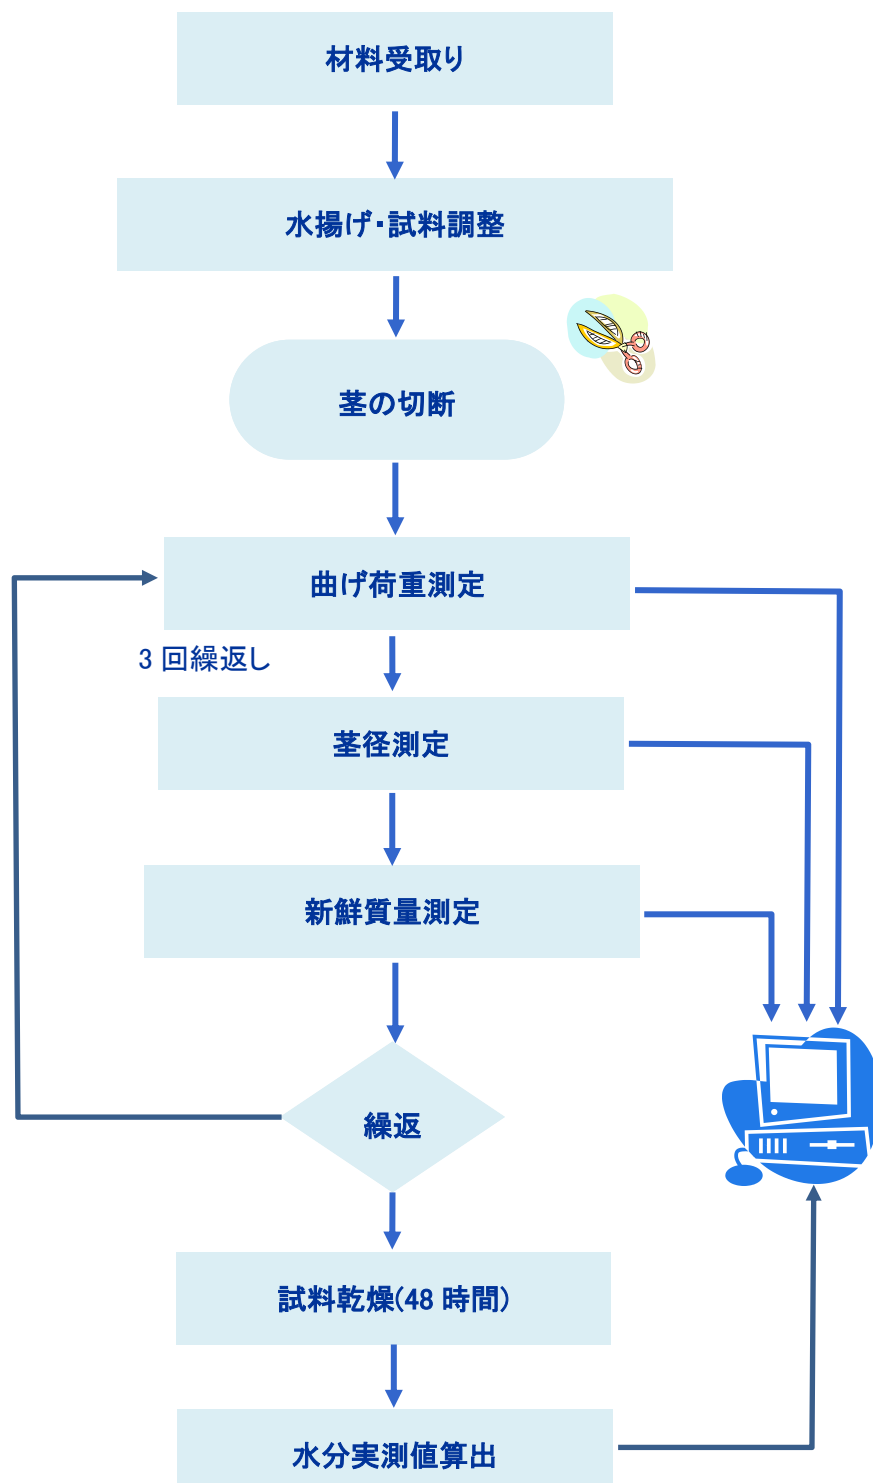 材料受取り
水揚げ・試料調整
茎の切断
曲げ荷重測定
3 回繰返し
茎径測定
新鮮質量測定
繰返
試料乾燥(48 時間)
水分実測値算出